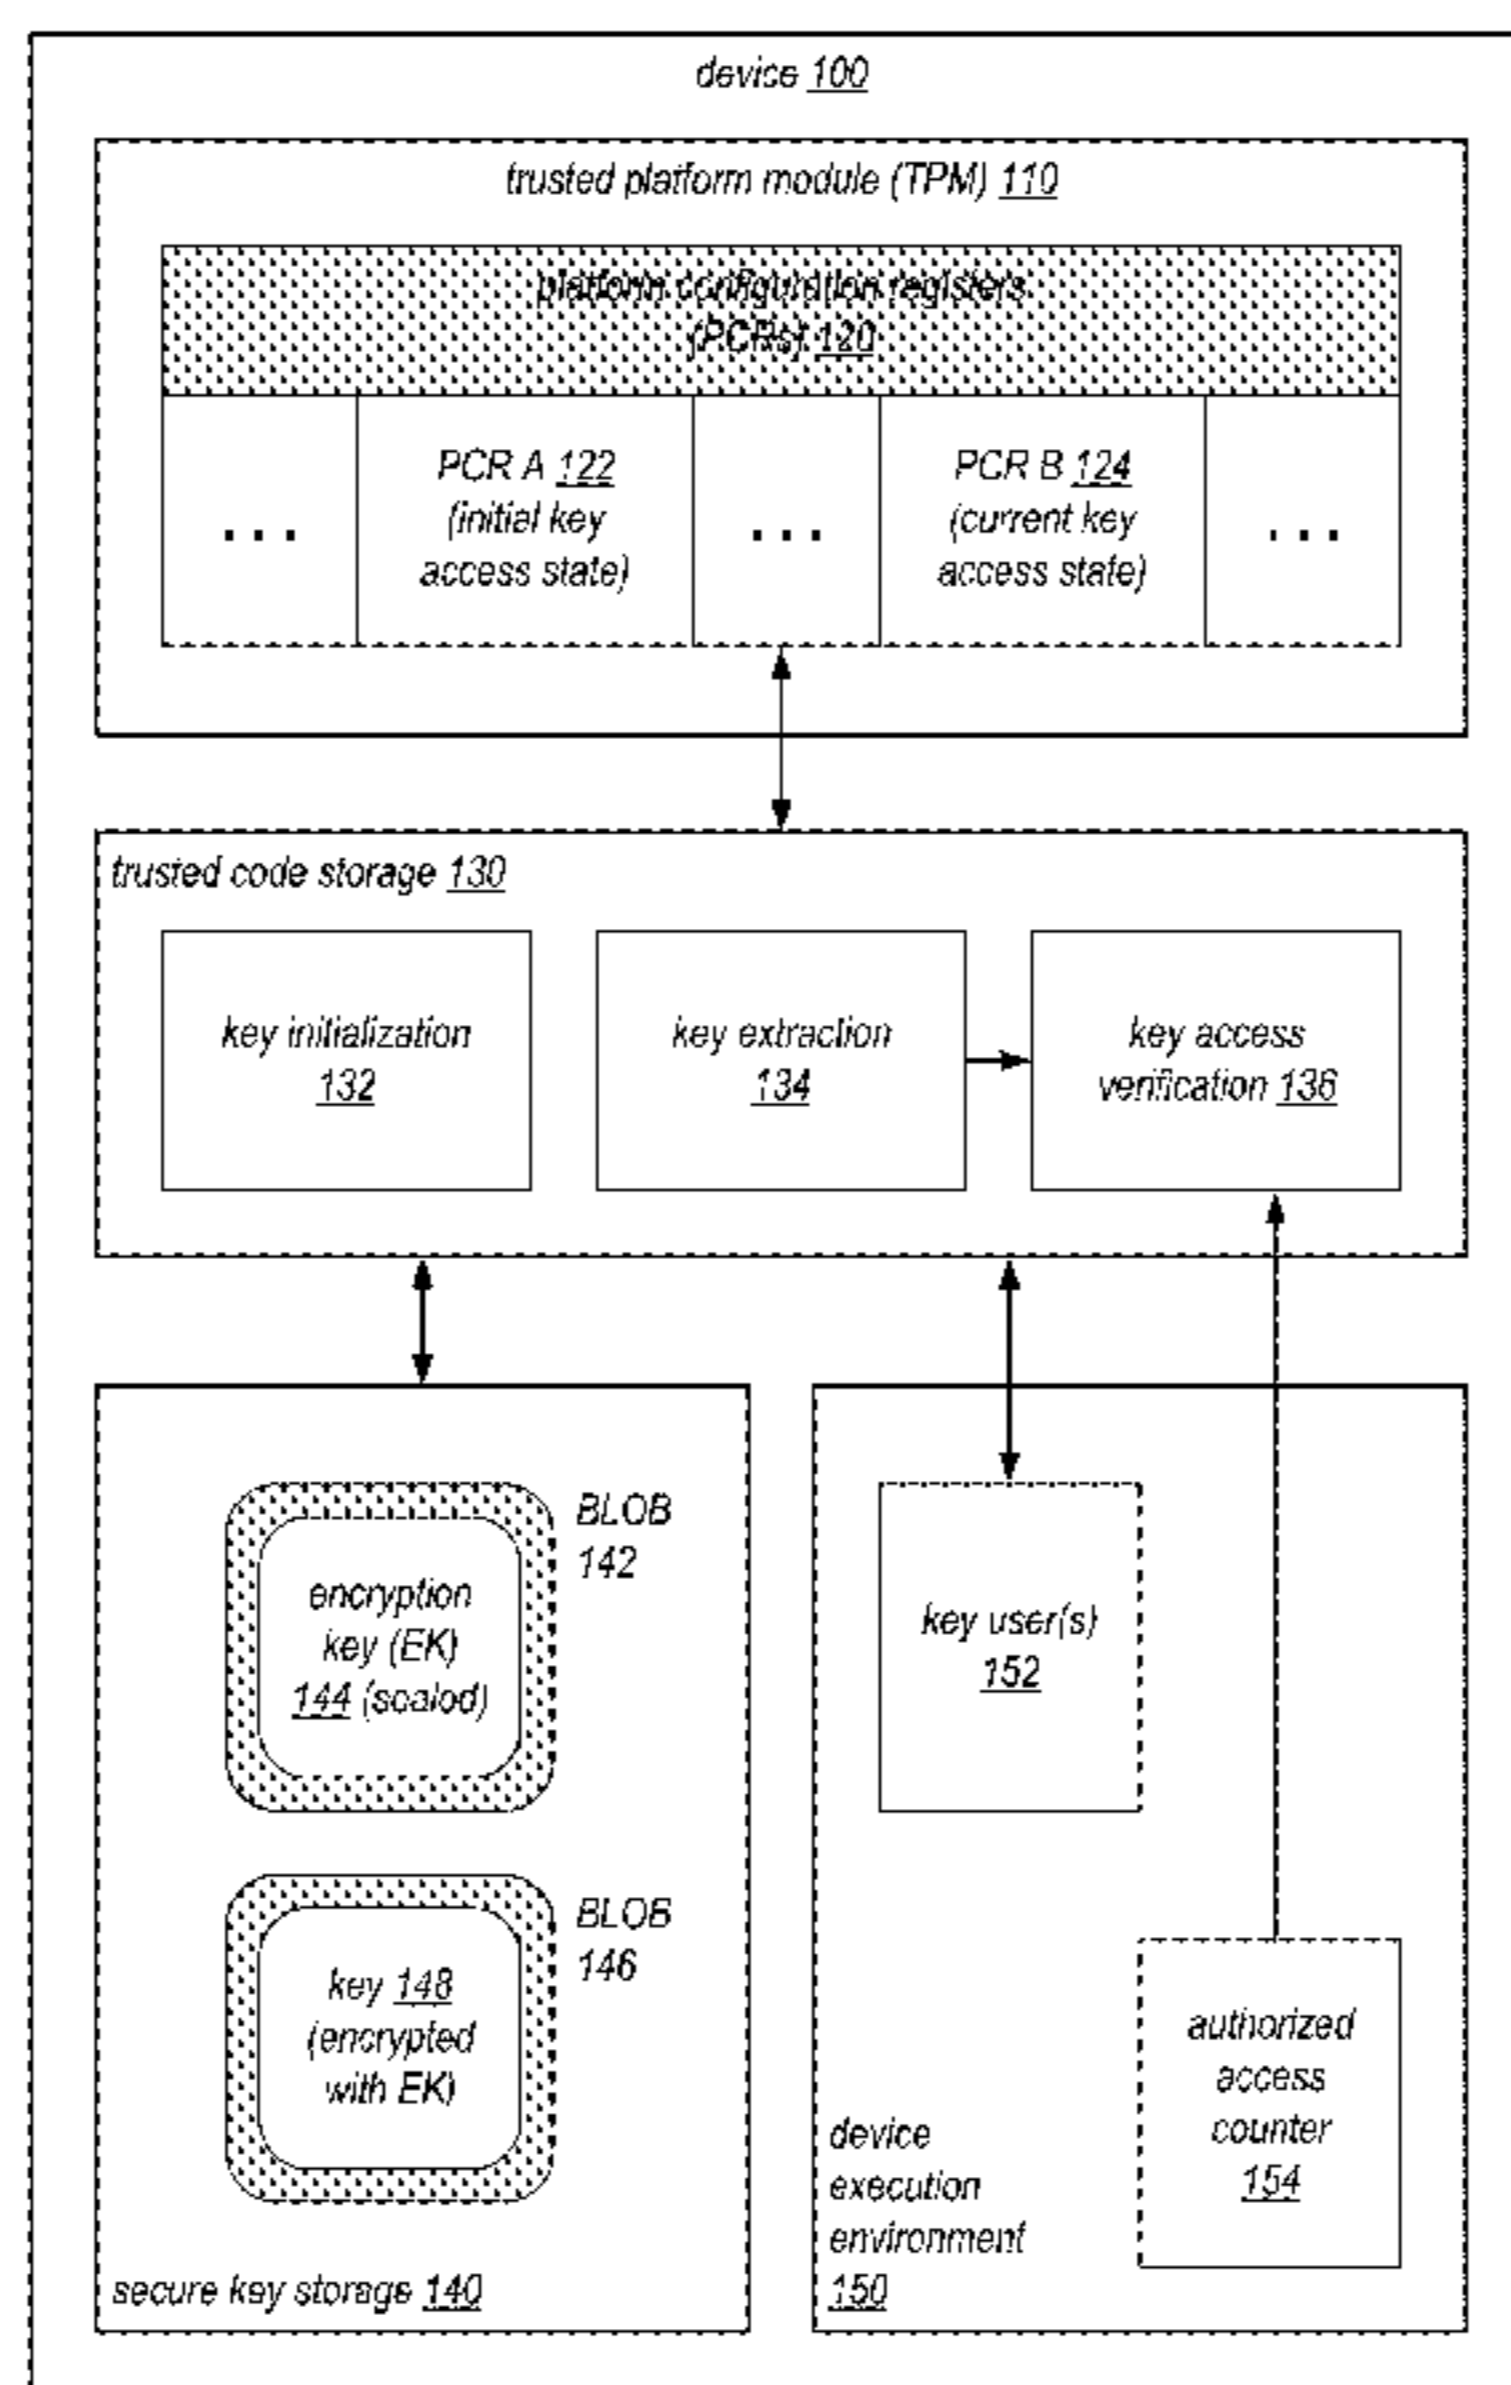 device 100
trusted platform module (TPM) 110
platform configuration registers
(PCRs) 120
...
PCR A 122
(initial key
access state)
...
PCR B 124
(current key
access state)
...
trusted code storage 130
key initialization
132
key extraction
134
key access
verification 136
encryption
key (EK)
144 (sealed)
BLOB
142
key 148
(encrypted
with EK)
BLOB
146
secure key storage 140
key user(s)
152
authorized
access
counter
154
device
execution
environment
150